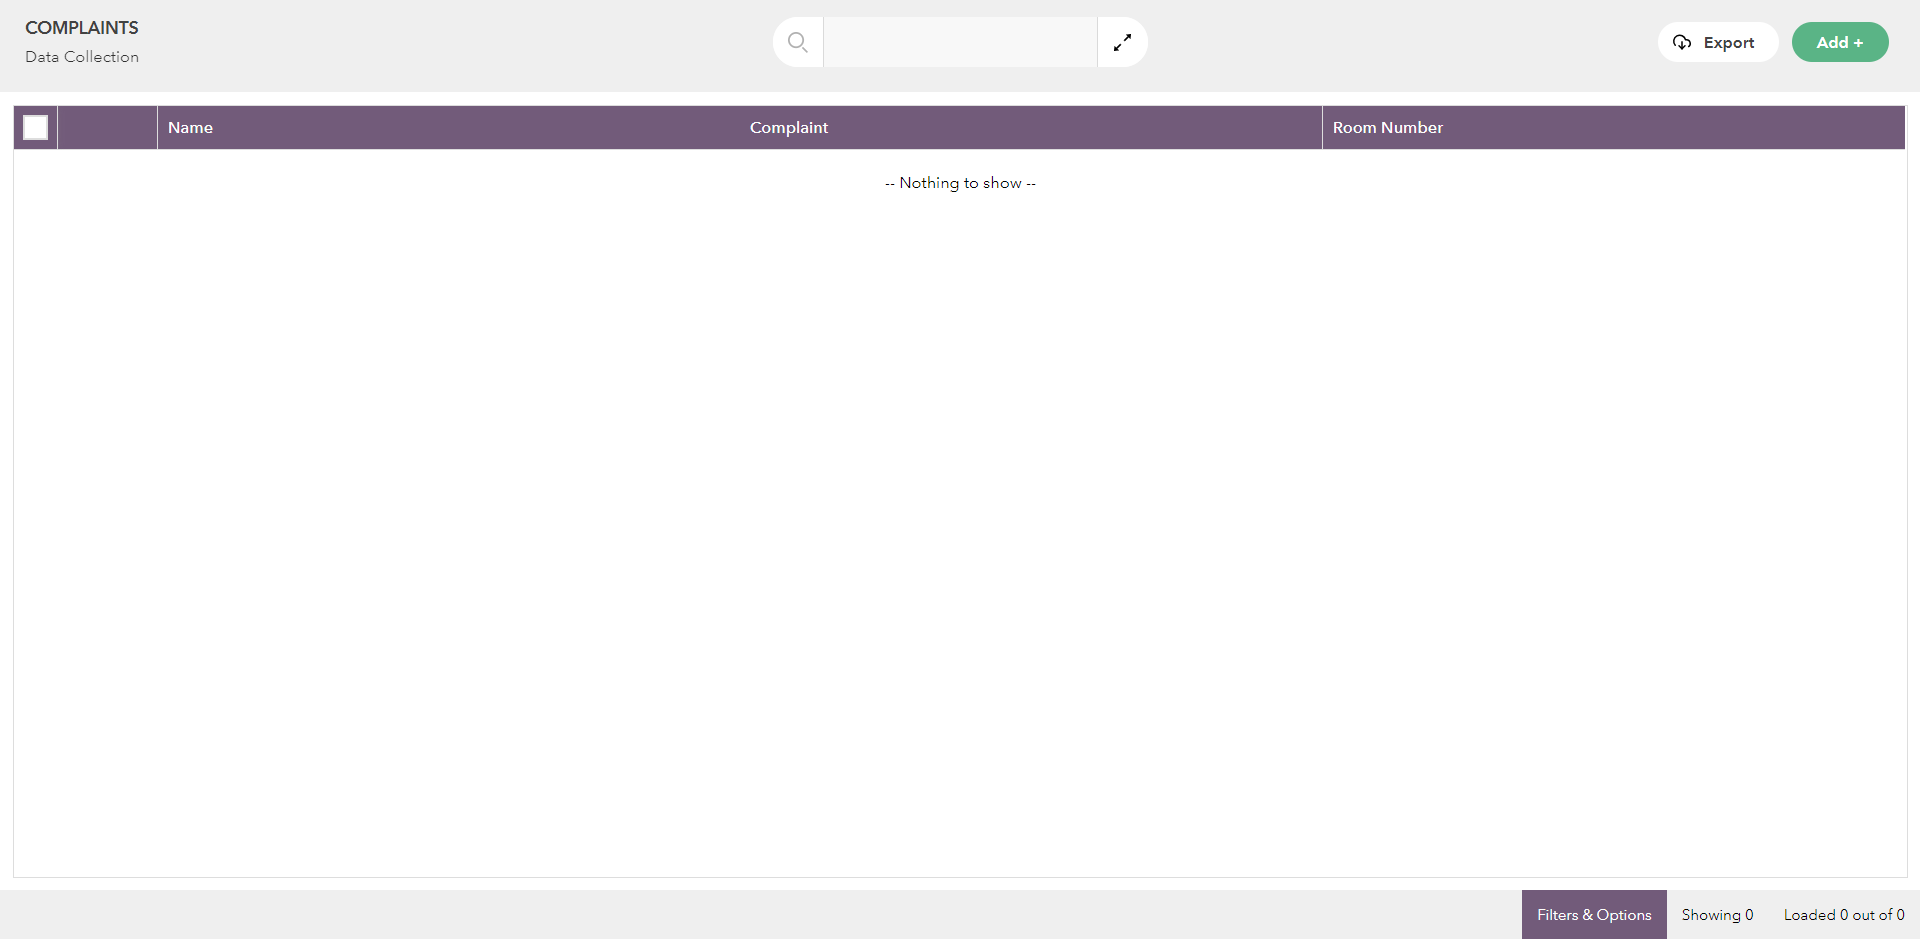 COMPLAINTS
Data Collection
Export
Add +
Name
Complaint
Room Number
-- Nothing to show --
Filters & Options
Showing 0
Loaded 0 out of 0